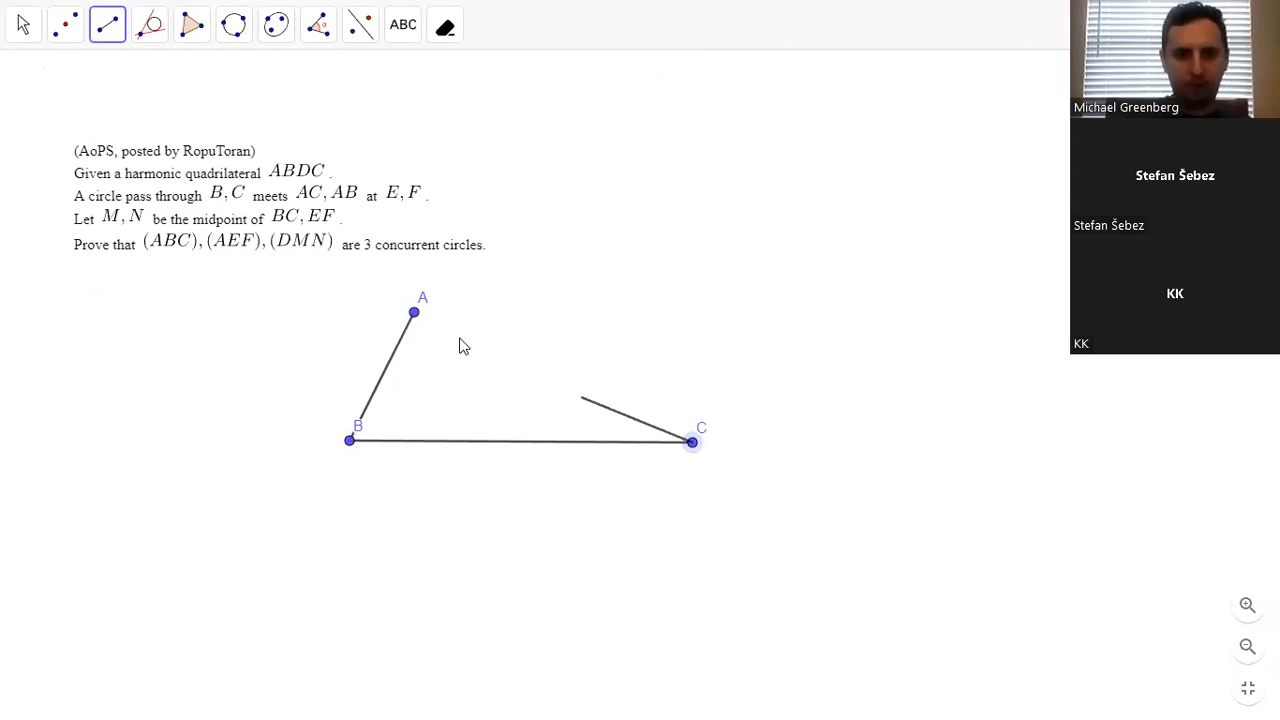 ABC
Michael Greenberg
Stefan Šebez
Stefan Šebez
KK
KK
(AoPS, posted by RopuToran)
Given a harmonic quadrilateral ABDC .
A circle pass through B, C meets AC, AB at E, F .
Let M, N be the midpoint of BC, EF .
Prove that (ABC), (AEF), (DMN) are 3 concurrent circles.
A
B
C